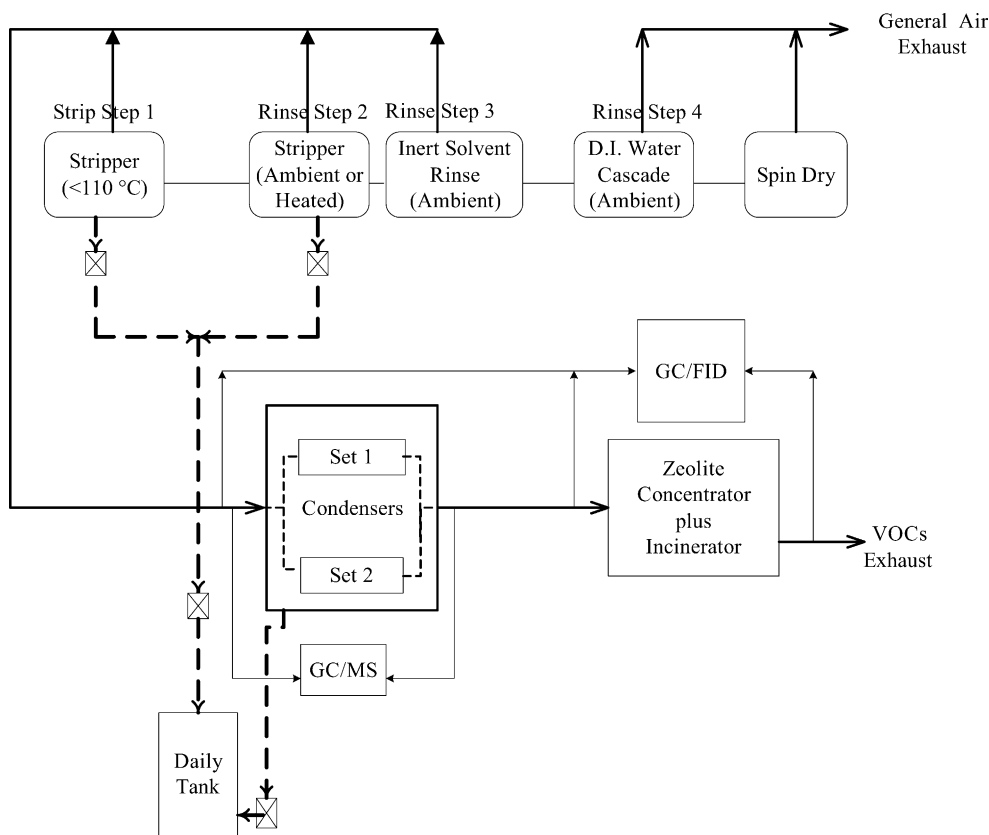 General Air
Exhaust
Strip Step 1
Rinse Step 2
Rinse Step 3
Rinse Step 4
Stripper
(<110 °C)
Stripper
(Ambient or
Heated)
Inert Solvent
Rinse
(Ambient)
D.I. Water
Cascade
(Ambient)
Spin Dry
GC/FID
Set 1
Condensers
Set 2
Zeolite
Concentrator
plus
Incinerator
VOCs
Exhaust
GC/MS
Daily
Tank